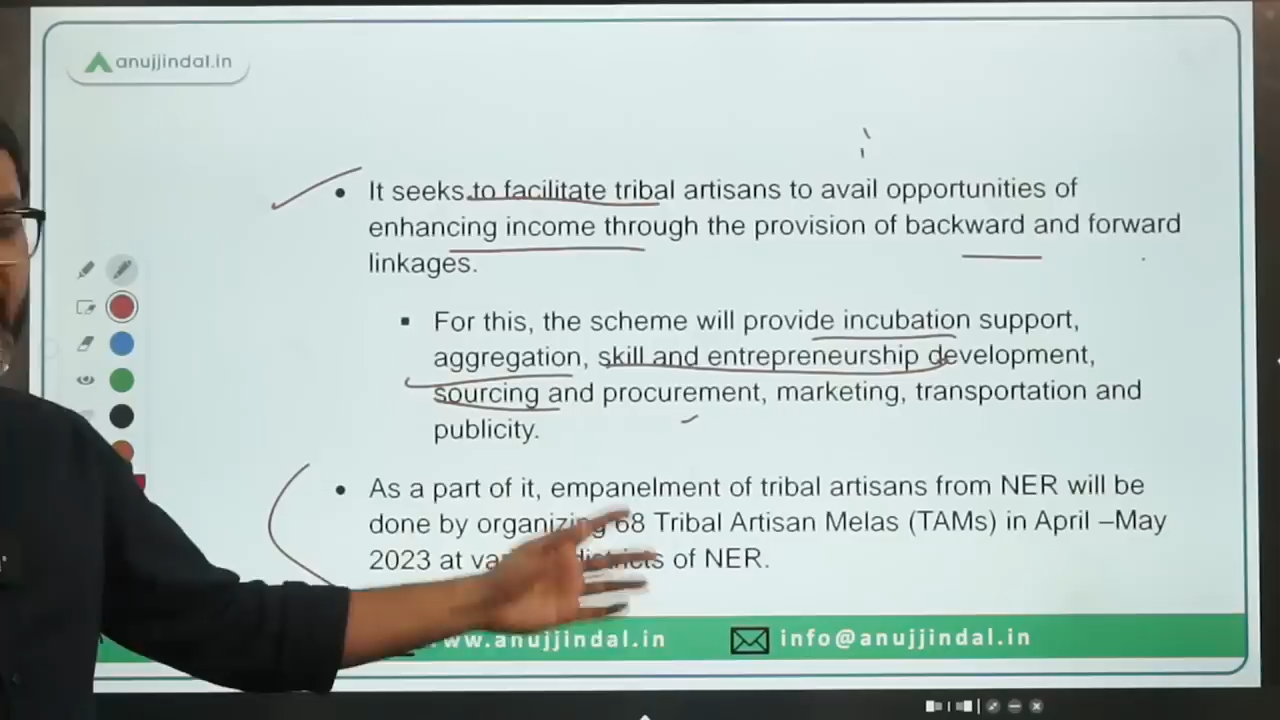 anujjindal.in
It seeks to facilitate tribal artisans to avail opportunities of
enhancing income through the provision of backward and forward
linkages.
For this, the scheme will provide incubation support,
aggregation, skill and entrepreneurship development,
sourcing and procurement, marketing, transportation and
publicity.
As a part of it, empanelment of tribal artisans from NER will be
done by organizing 68 Tribal Artisan Melas (TAMs) in April –May
2023 at districts of NER.
www.anujjindal.in
info@anujjindal.in